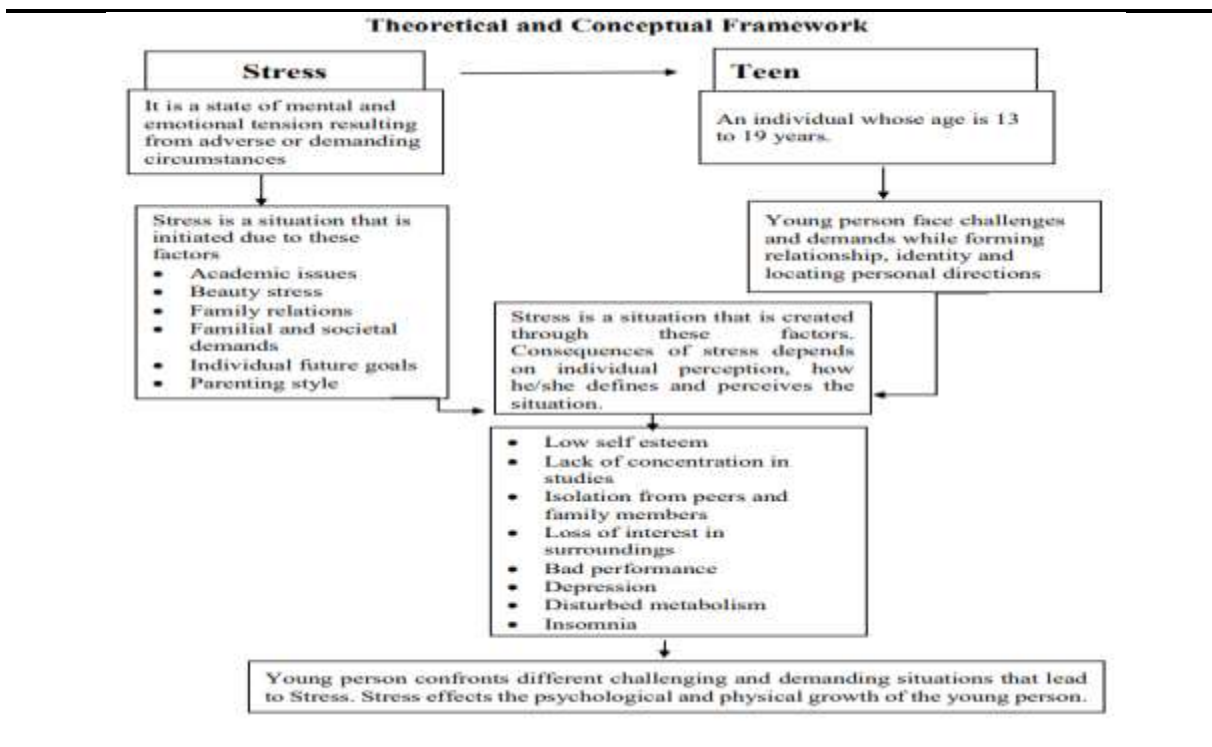 Theoretical and Conceptual Framework
Stress
Teen
It is a state of mental and
emotional tension resulting
from adverse or demanding
circumstances
An individual whose age is 13
to 19 years.
Stress is a situation that is
initiated due to these
factors
• Academic issues
• Beauty stress
• Family relations
• Familial and societal
demands
• Individual future goals
• Parenting style
Young person face challenges
and demands while forming
relationship, identity and
locating personal directions
Stress is a situation that is created
through these factors.
Consequences of stress depends
on individual perception, how
he/she defines and perceives the
situation.
• Low self esteem
• Lack of concentration in
studies
• Isolation from peers and
family members
• Loss of interest in
surroundings
• Bad performance
• Depression
• Disturbed metabolism
• Insomnia
Young person confronts different challenging and demanding situations that lead
to Stress. Stress effects the psychological and physical growth of the young person.